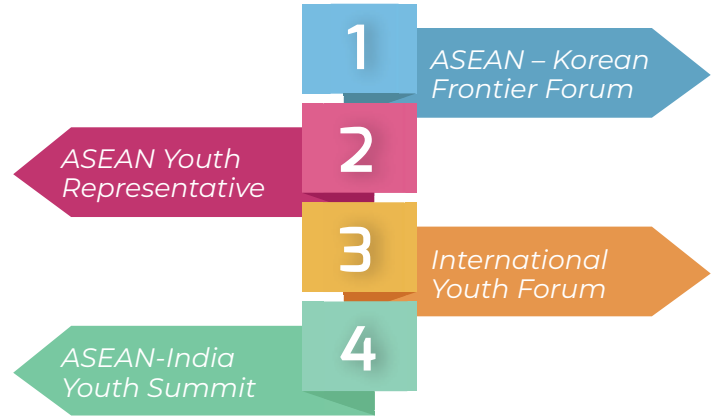 1
ASEAN – Korean
Frontier Forum
2
ASEAN Youth
Representative
3
International
Youth Forum
4
ASEAN-India
Youth Summit